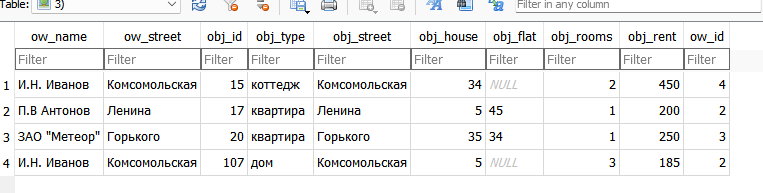 Table: 3) Filter in any column
ow_name ow_street obj_id obj_type obj_street obj_house obj_flat obj_rooms obj_rent ow_id
Filter Filter Filter Filter Filter Filter Filter Filter Filter Filter
1 И.Н. Иванов Комсомольская 15 коттедж Комсомольская 34 NULL 2 450 4
2 П.В Антонов Ленина 17 квартира Ленина 5 45 1 200 2
3 ЗАО "Метеор" Горького 20 квартира Горького 35 34 1 250 3
4 И.Н. Иванов Комсомольская 107 дом Комсомольская 5 NULL 3 185 2